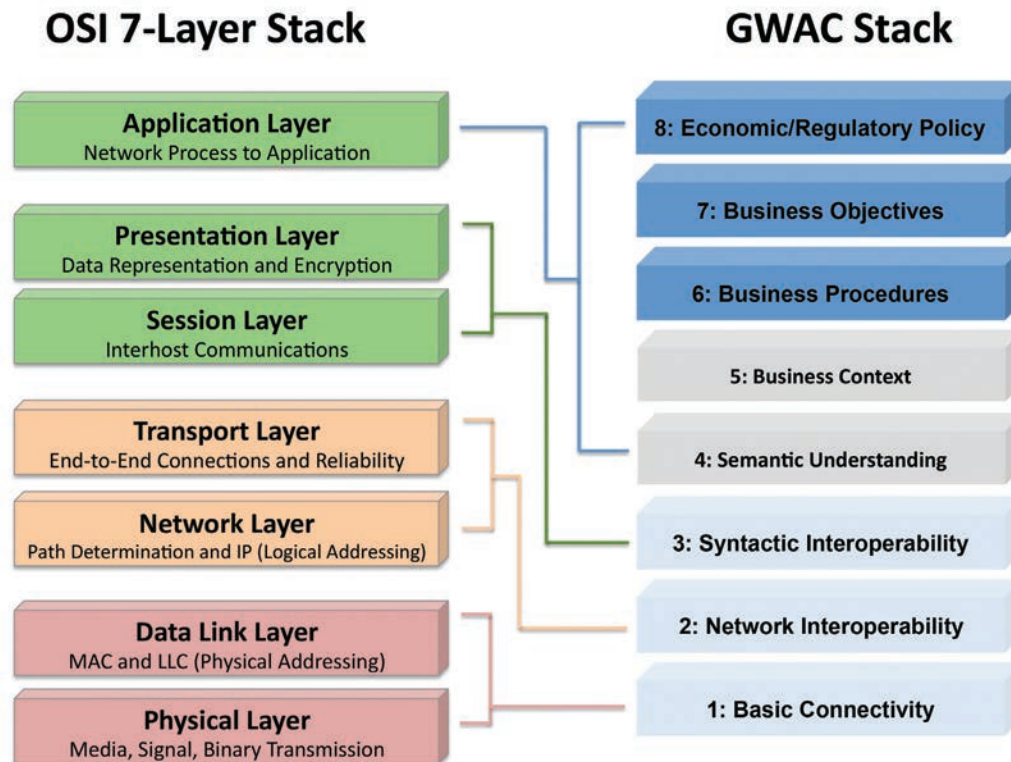 OSI 7-Layer Stack
GWAC Stack
Application Layer
Network Process to Application
Presentation Layer
Data Representation and Encryption
Session Layer
Interhost Communications
Transport Layer
End-to-End Connections and Reliability
Network Layer
Path Determination and IP (Logical Addressing)
Data Link Layer
MAC and LLC (Physical Addressing)
Physical Layer
Media, Signal, Binary Transmission
8: Economic/Regulatory Policy
7: Business Objectives
6: Business Procedures
5: Business Context
4: Semantic Understanding
3: Syntactic Interoperability
2: Network Interoperability
1: Basic Connectivity